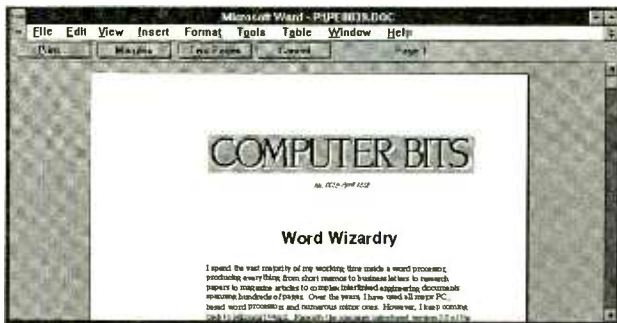 Microsoft Word - P1PE8839.DOC
File Edit View Insert Format Tools Table Window Help
Print Margins Two Pages Cancel Page 1
COMPUTER BITS
April
Word Wizardry
I spend the vast majority of my working time inside a word processor,
producing everything from short memos to business letters to research
papers to magazine articles to complex interlinked engineering documents
spanning hundreds of pages. Over the years, I have used all major PC-
based word processors and numerous minor ones. However, I keep coming